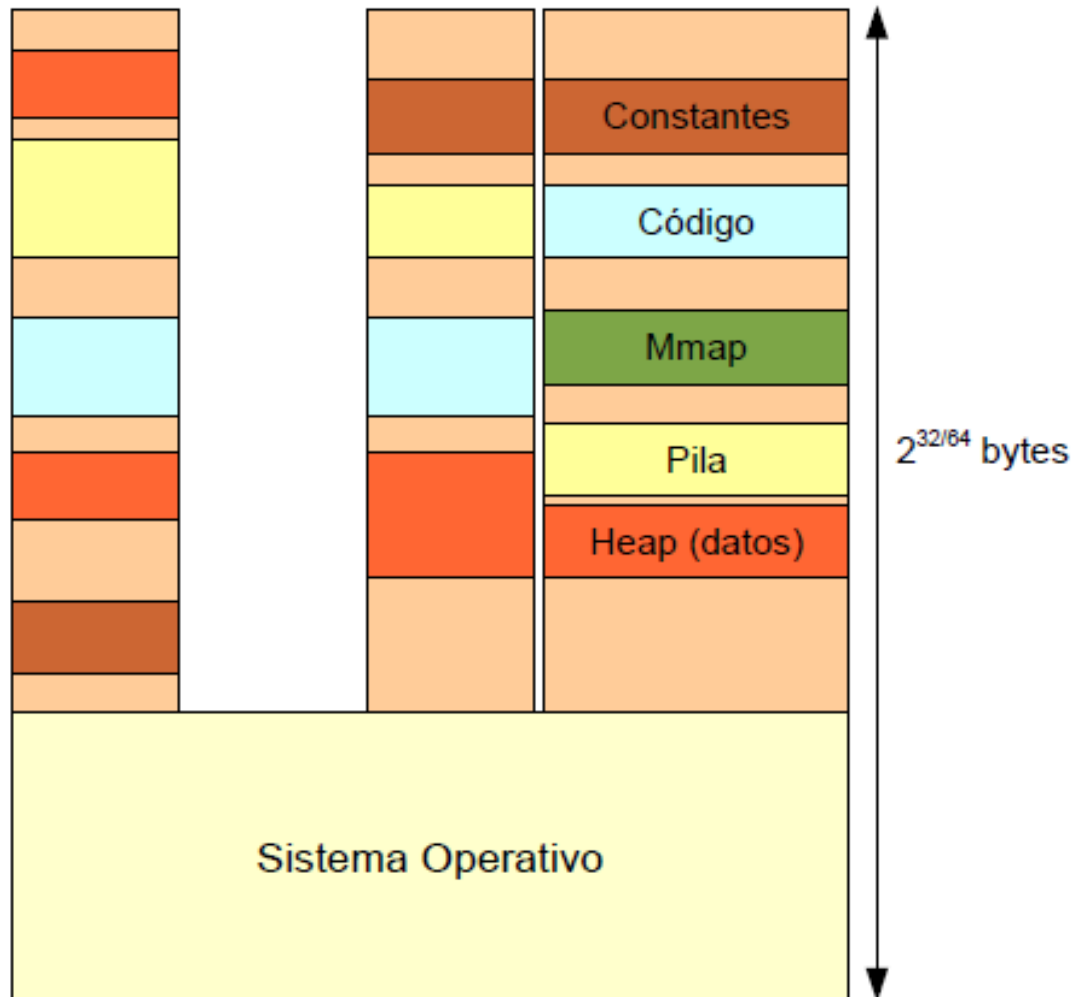 Constantes
Código
Mmap
Pila
2^32/64 bytes
Heap (datos)
Sistema Operativo